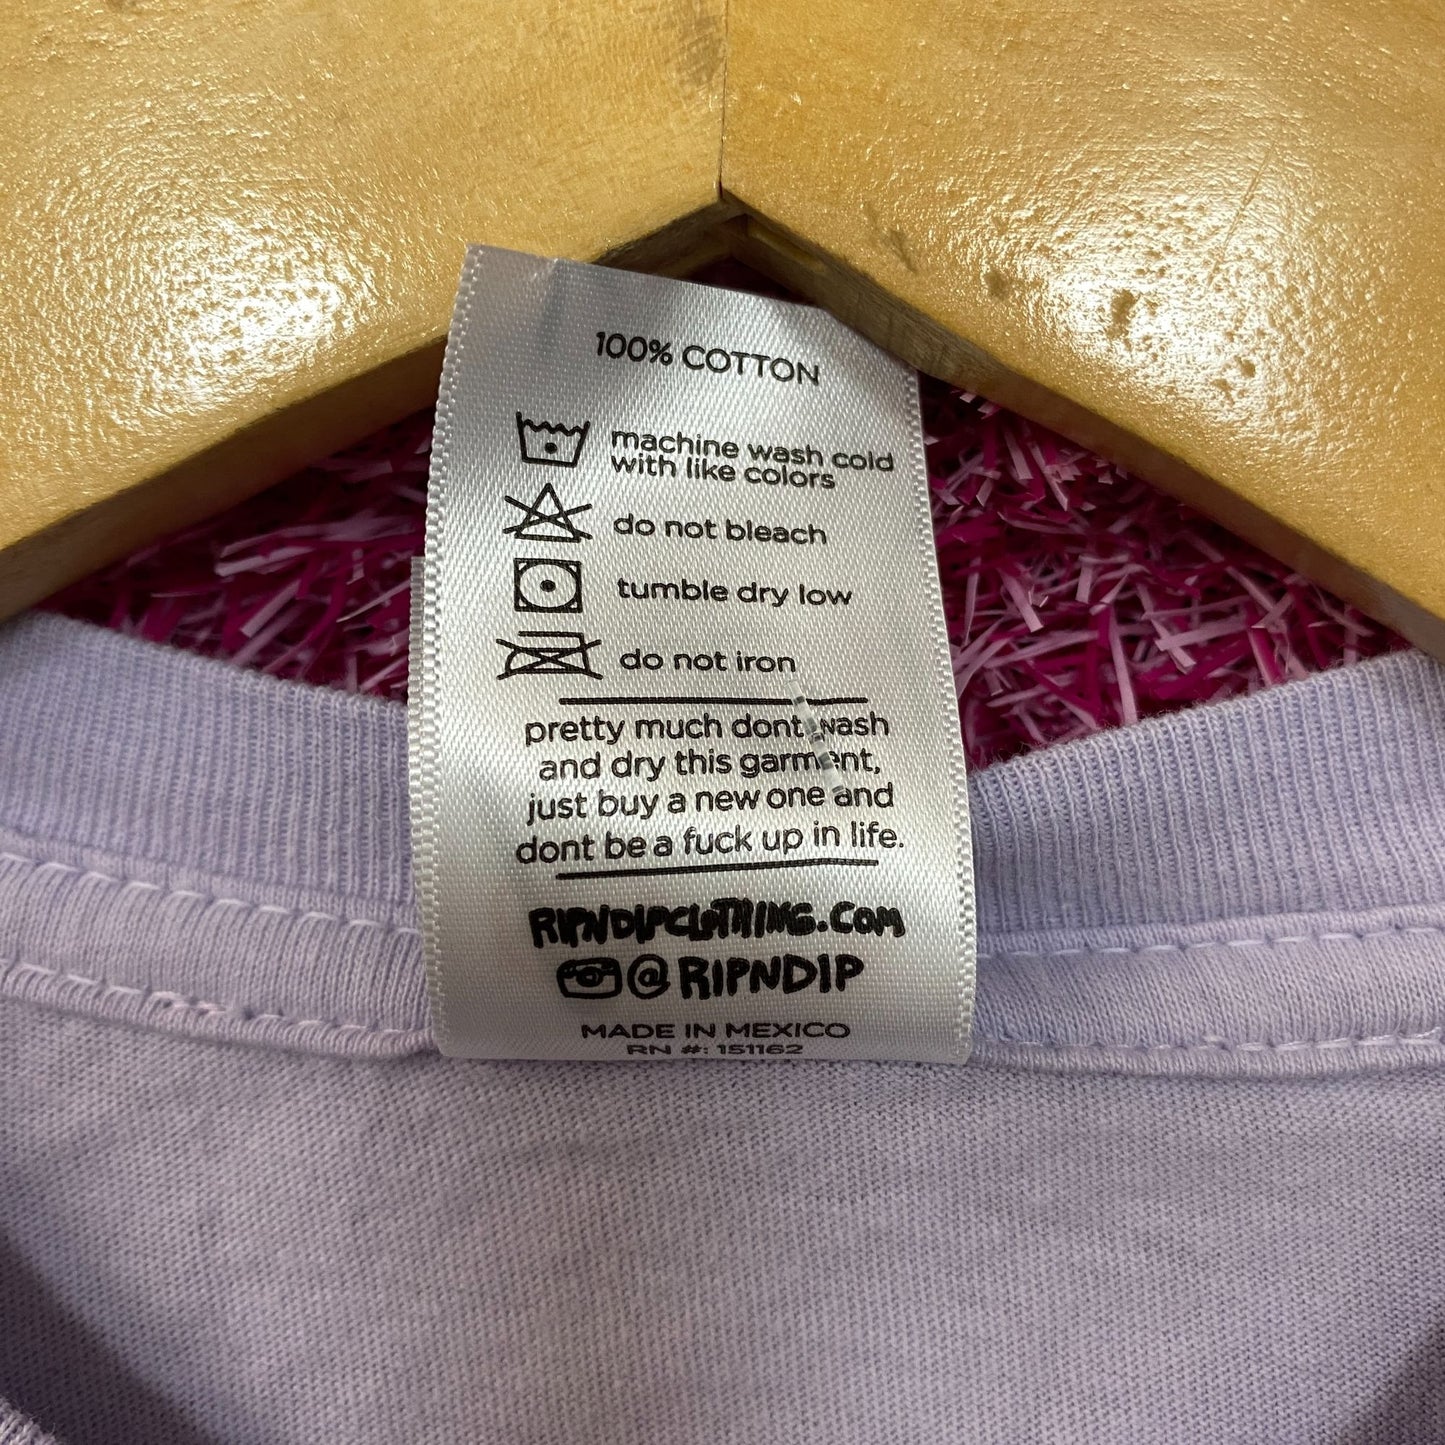 100% COTTON
machine wash cold
with like colors
do not bleach
tumble dry low
do not iron
pretty much dont wash
and dry this garment,
just buy a new one and
dont be a fuck up in life.
RIPNDIPCLOTHING.COM
@RIPNDIP
MADE IN MEXICO
RN #: 151162